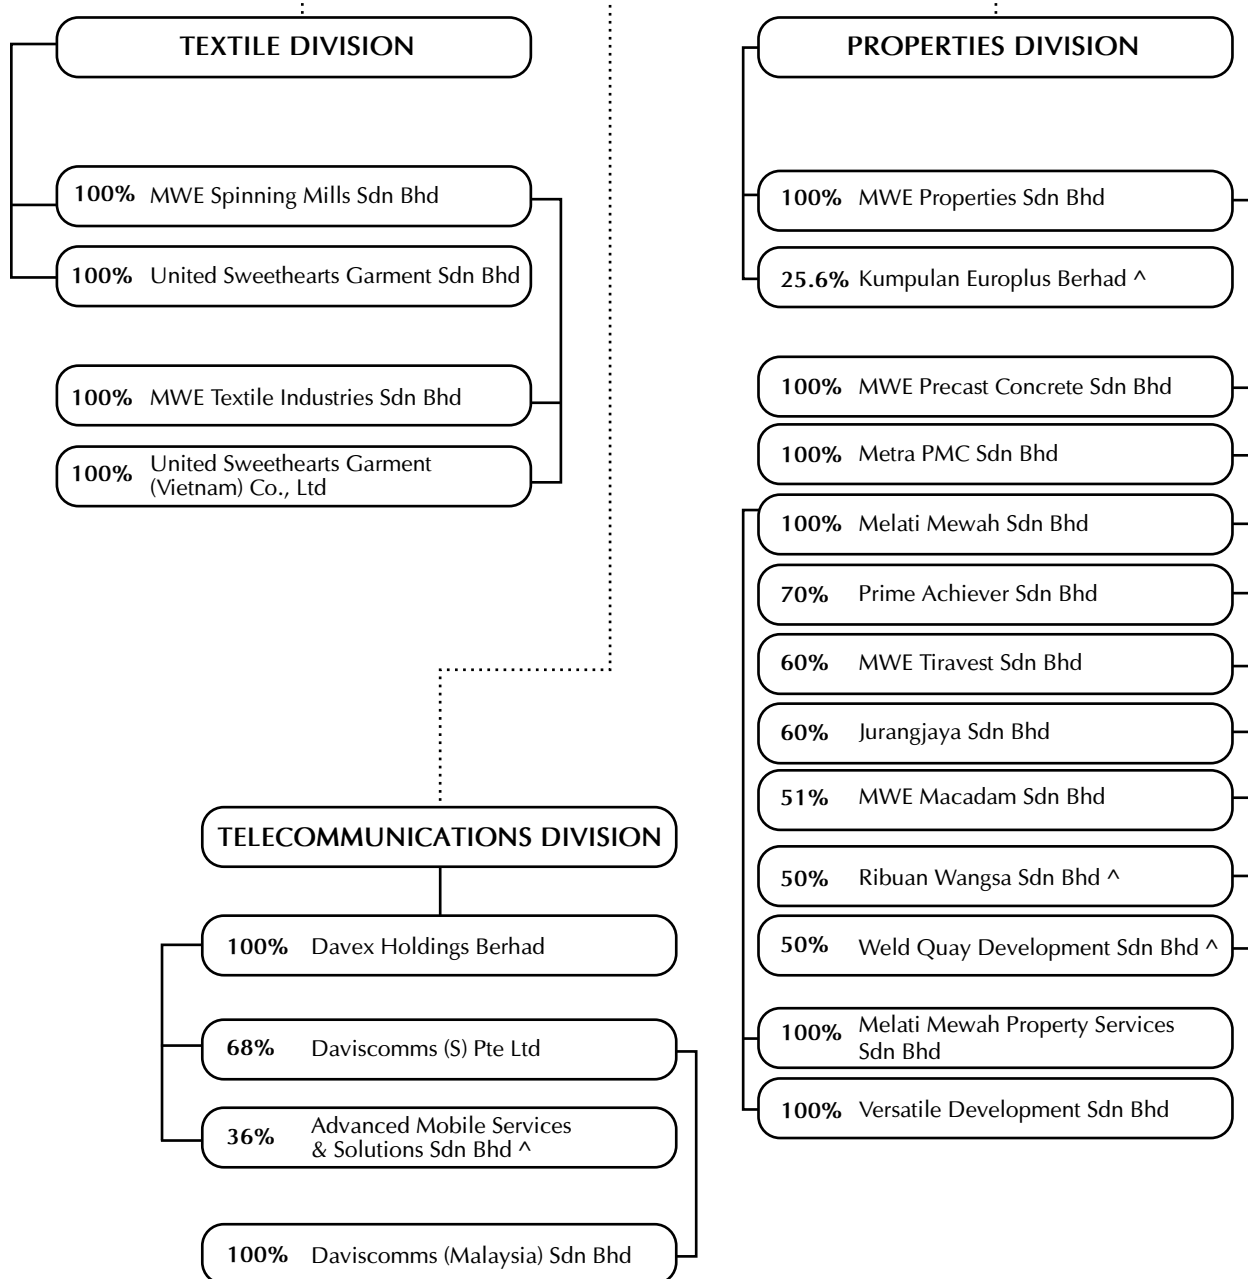 TEXTILE DIVISION
100% MWE Spinning Mills Sdn Bhd
100% United Sweethearts Garment Sdn Bhd
100% MWE Textile Industries Sdn Bhd
100% United Sweethearts Garment
(Vietnam) Co., Ltd
PROPERTIES DIVISION
100% MWE Properties Sdn Bhd
25.6% Kumpulan Europlus Berhad ^
100% MWE Precast Concrete Sdn Bhd
100% Metra PMC Sdn Bhd
100% Melati Mewah Sdn Bhd
70% Prime Achiever Sdn Bhd
60% MWE Tiravest Sdn Bhd
60% Jurangjaya Sdn Bhd
51% MWE Macadam Sdn Bhd
50% Ribuan Wangsa Sdn Bhd ^
50% Weld Quay Development Sdn Bhd ^
100% Melati Mewah Property Services
Sdn Bhd
100% Versatile Development Sdn Bhd
TELECOMMUNICATIONS DIVISION
100% Davex Holdings Berhad
68% Daviscomms (S) Pte Ltd
36% Advanced Mobile Services
& Solutions Sdn Bhd ^
100% Daviscomms (Malaysia) Sdn Bhd